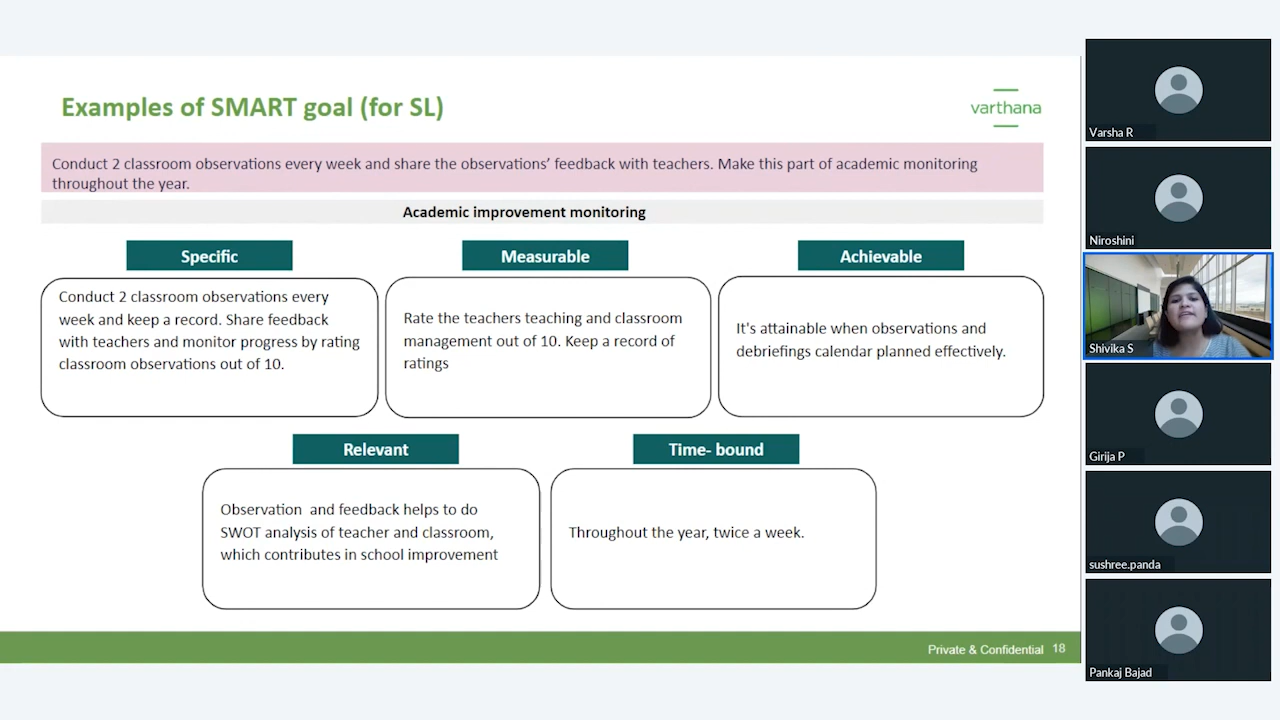 Examples of SMART goal (for SL)
varthana
Conduct 2 classroom observations every week and share the observations’ feedback with teachers. Make this part of academic monitoring
throughout the year.
Academic improvement monitoring
Specific
Conduct 2 classroom observations every
week and keep a record. Share feedback
with teachers and monitor progress by rating
classroom observations out of 10.
Measurable
Rate the teachers teaching and classroom
management out of 10. Keep a record of
ratings
Achievable
It's attainable when observations and
debriefings calendar planned effectively.
Relevant
Observation and feedback helps to do
SWOT analysis of teacher and classroom,
which contributes in school improvement
Time- bound
Throughout the year, twice a week.
Private & Confidential 18
Varsha R
Niroshini
Shivika S
Girija P
sushree.panda
Pankaj Bajad